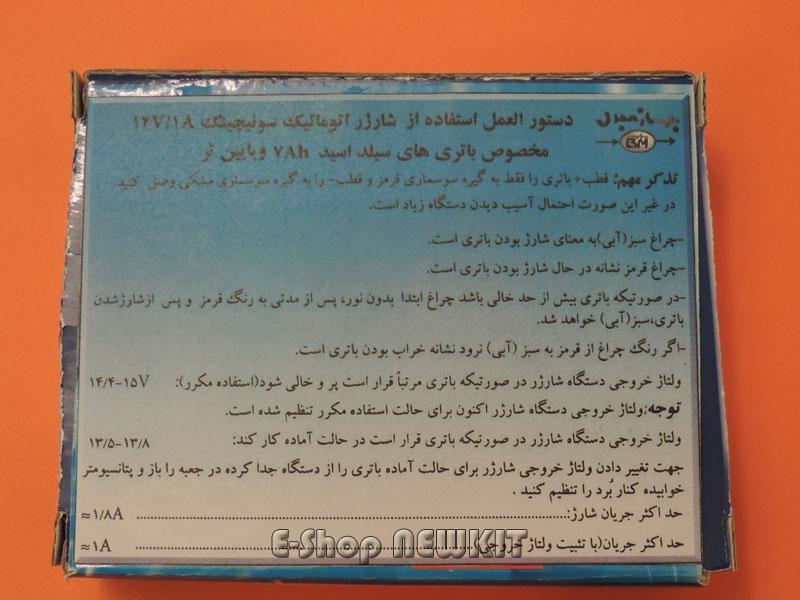 دستور العمل استفاده از شارژر اتوماتیک سوئیچینگ ۱۲V/۱A
BM
مخصوص باتری های سیلد اسید ۷Ah وپایین تر
تذکر مهم: قطب+ باتری را فقط به گیره سوسماری قرمز و قطب- را به گیره سوسماری مشکی وصل کنید.
در غیر این صورت احتمال آسیب دیدن دستگاه زیاد است.
-چراغ سبز(آبی)به معنای شارژ بودن باتری است.
-چراغ قرمز نشانه در حال شارژ بودن باتری است.
-در صورتیکه باتری بیش از حد خالی باشد چراغ ابتدا بدون نور، پس از مدتی به رنگ قرمز و پس ازشارژشدن
باتری،سبز(آبی) خواهد شد.
-اگر رنگ چراغ از قرمز به سبز (آبی) نرود نشانه خراب بودن باتری است.
ولتاژ خروجی دستگاه شارژر در صورتیکه باتری مرتباً قرار است پر و خالی شود(استفاده مکرر): ۱۴/۴-۱۵V
توجه:ولتاژ خروجی دستگاه شارژر اکنون برای حالت استفاده مکرر تنظیم شده است.
ولتاژ خروجی دستگاه شارژر در صورتیکه باتری قرار است در حالت آماده کار کند: ۱۳/۵-۱۳/۸
جهت تغییر دادن ولتاژ خروجی شارژر برای حالت آماده باتری را از دستگاه جدا کرده در جعبه را باز و پتانسیومتر
خوابیده کنار بُرد را تنظیم کنید .
حد اکثر جریان شارژ: ≈۱/۸A
حد اکثر جریان(با تثبیت ولتاژ خروجی) ≈۱A
E-Shop NEWKIT